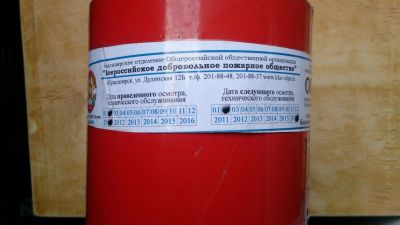 Красноярское отделение Общероссийской общественной организации
"Всероссийское добровольное пожарное общество"
г.Красноярск, ул. Дудинская 12Б т./ф. 201-88-48, 201-88-37
Дата проведенного осмотра,
технического обслуживания
03 04 05 06 07 08 09 10 11 12
2012 2013 2014 2015 2016
Дата следующего осмотра,
технического обслуживания
01 03 04 05 06 07 08 09 10 11 12
2011 2012 2013 2014 2015